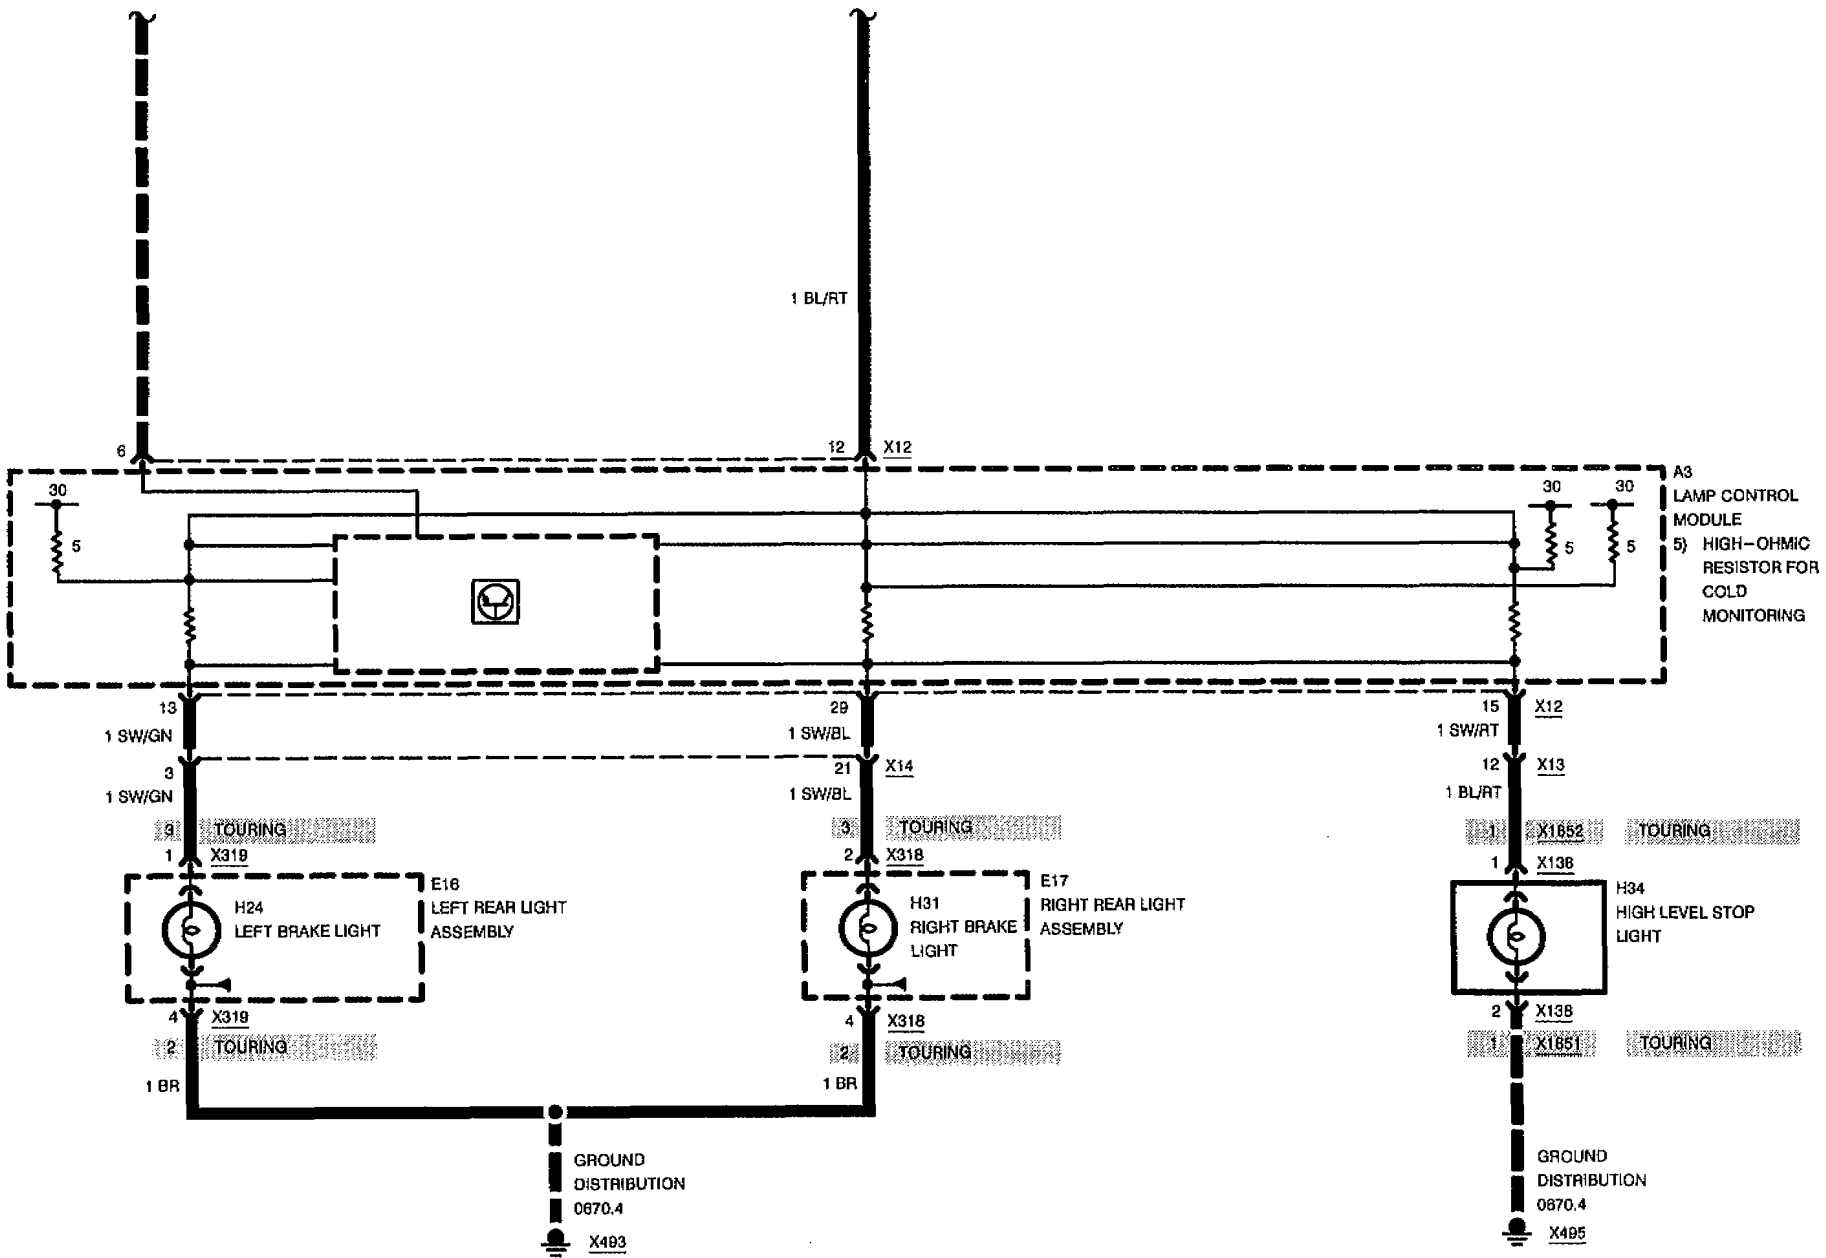 1 BL/RT
6
12 X12
A3
LAMP CONTROL
MODULE
5) HIGH-OHMIC
RESISTOR FOR
COLD
MONITORING
30
5
30
5
30
5
13
29
15 X12
1 SW/GN
1 SW/BL
1 SW/RT
3
21 X14
12 X13
1 SW/GN
1 SW/BL
1 BL/RT
3 TOURING
3 TOURING
1 X1652 TOURING
1 X319
2 X318
1 X138
E16
LEFT REAR LIGHT
ASSEMBLY
H24
LEFT BRAKE LIGHT
E17
RIGHT REAR LIGHT
ASSEMBLY
H31
RIGHT BRAKE
LIGHT
H34
HIGH LEVEL STOP
LIGHT
4 X319
4 X318
2 X138
2 TOURING
2 TOURING
1 X1651 TOURING
1 BR
1 BR
GROUND
DISTRIBUTION
0670.4
X493
GROUND
DISTRIBUTION
0670.4
X495